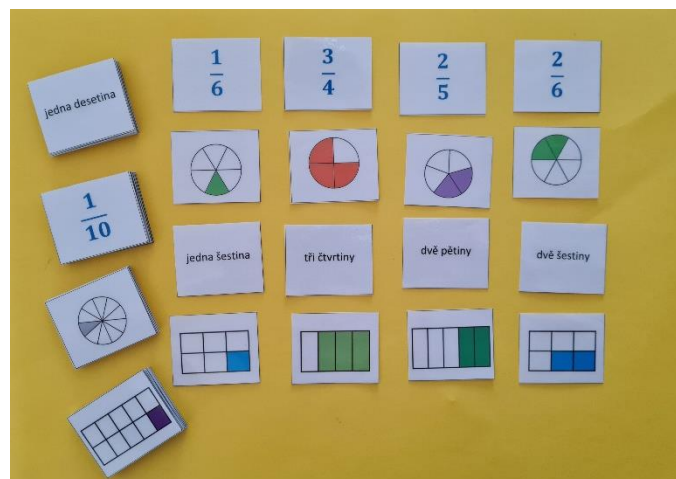 jedna desetina
1
6
3
4
2
5
2
6
1
10
jedna šestina
tři čtvrtiny
dvě pětiny
dvě šestiny